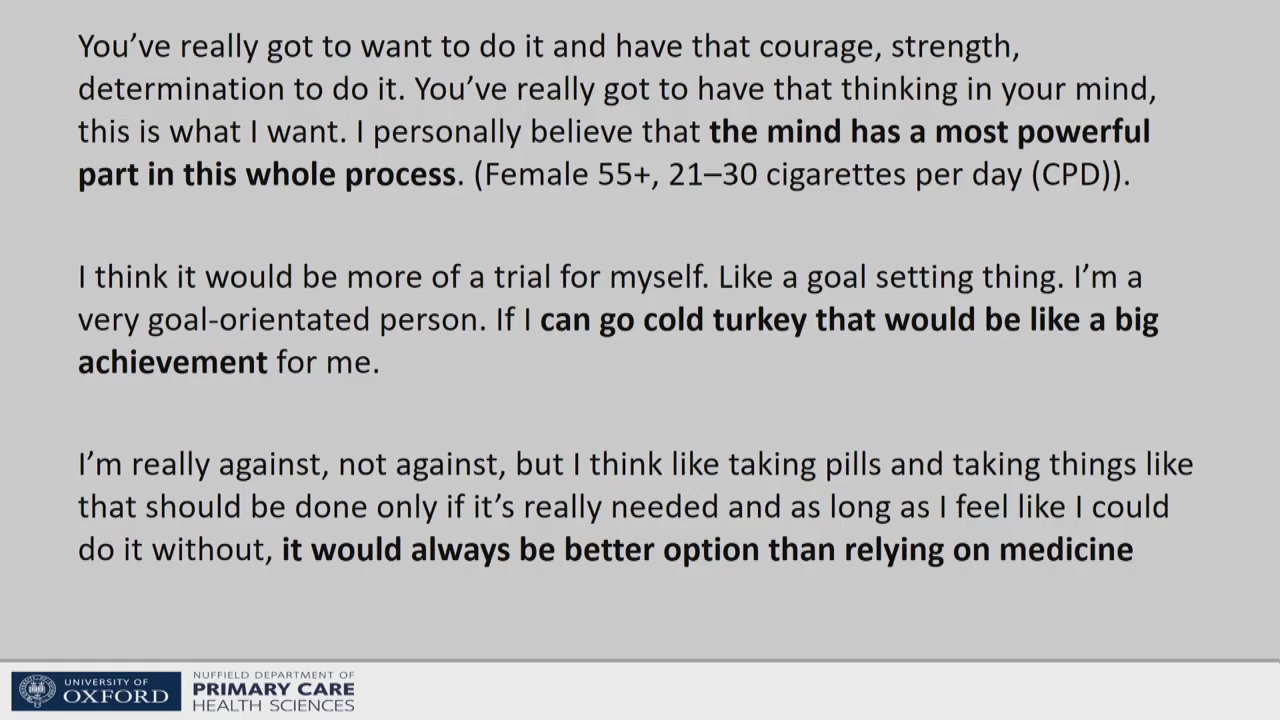 You’ve really got to want to do it and have that courage, strength,
determination to do it. You’ve really got to have that thinking in your mind,
this is what I want. I personally believe that the mind has a most powerful
part in this whole process. (Female 55+, 21–30 cigarettes per day (CPD)).
I think it would be more of a trial for myself. Like a goal setting thing. I’m a
very goal-orientated person. If I can go cold turkey that would be like a big
achievement for me.
I’m really against, not against, but I think like taking pills and taking things like
that should be done only if it’s really needed and as long as I feel like I could
do it without, it would always be better option than relying on medicine
UNIVERSITY OF
OXFORD
NUFFIELD DEPARTMENT OF
PRIMARY CARE
HEALTH SCIENCES